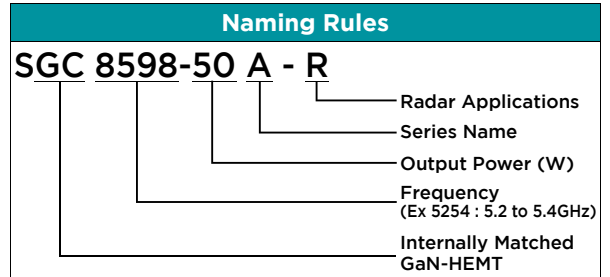 Naming Rules
SGC 8598-50 A - R
Radar Applications
Series Name
Output Power (W)
Frequency
(Ex 5254 : 5.2 to 5.4GHz)
Internally Matched
GaN-HEMT